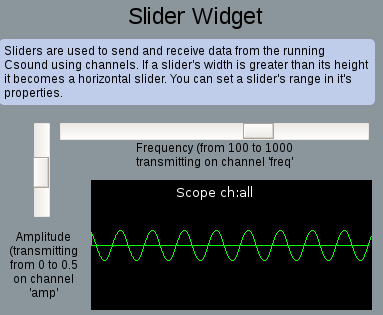 Slider Widget
Sliders are used to send and receive data from the running
Csound using channels. If a slider's width is greater than its height
it becomes a horizontal slider. You can set a slider's range in it's
properties.
Frequency (from 100 to 1000
transmitting on channel 'freq'
Scope ch:all
Amplitude
(transmitting
from 0 to 0.5
on channel
'amp'